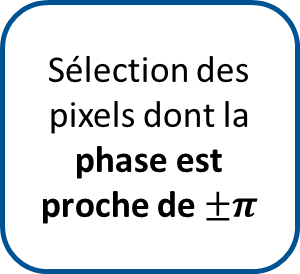 Sélection des
pixels dont la
phase est
proche de ±π